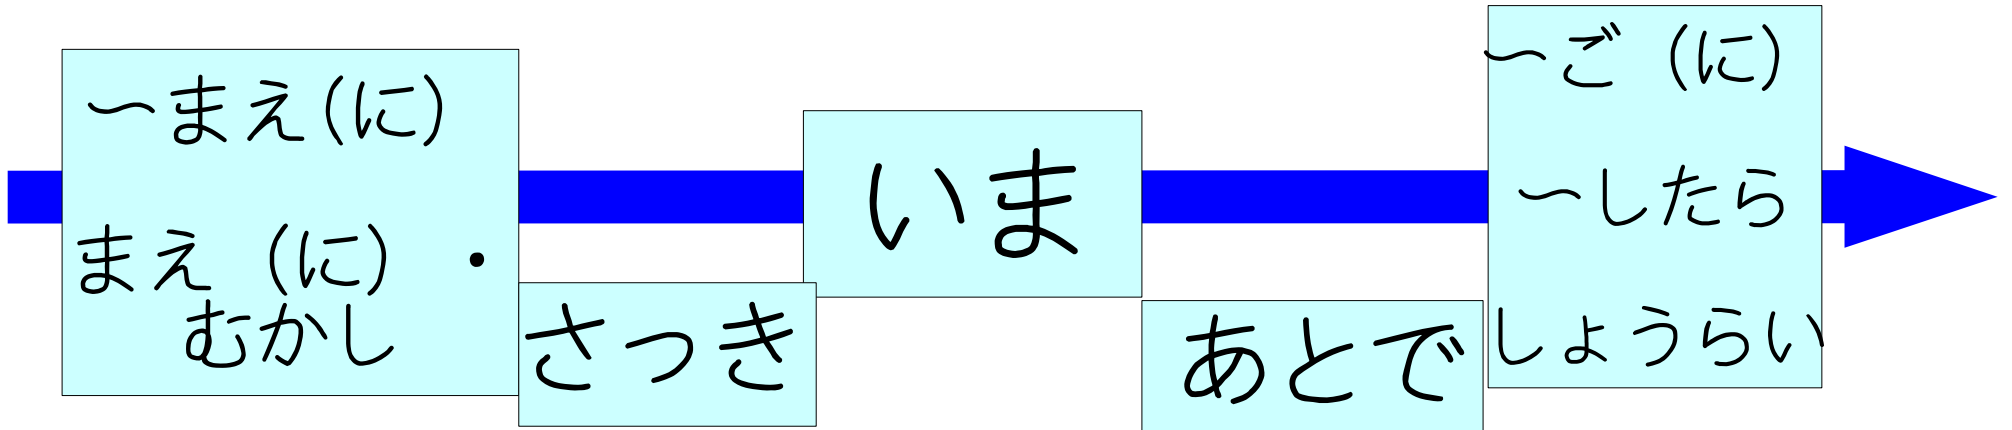 ～まえ(に)
まえ (に) ・
むかし
さっき
いま
あとで
～ご (に)
～したら
しょうらい